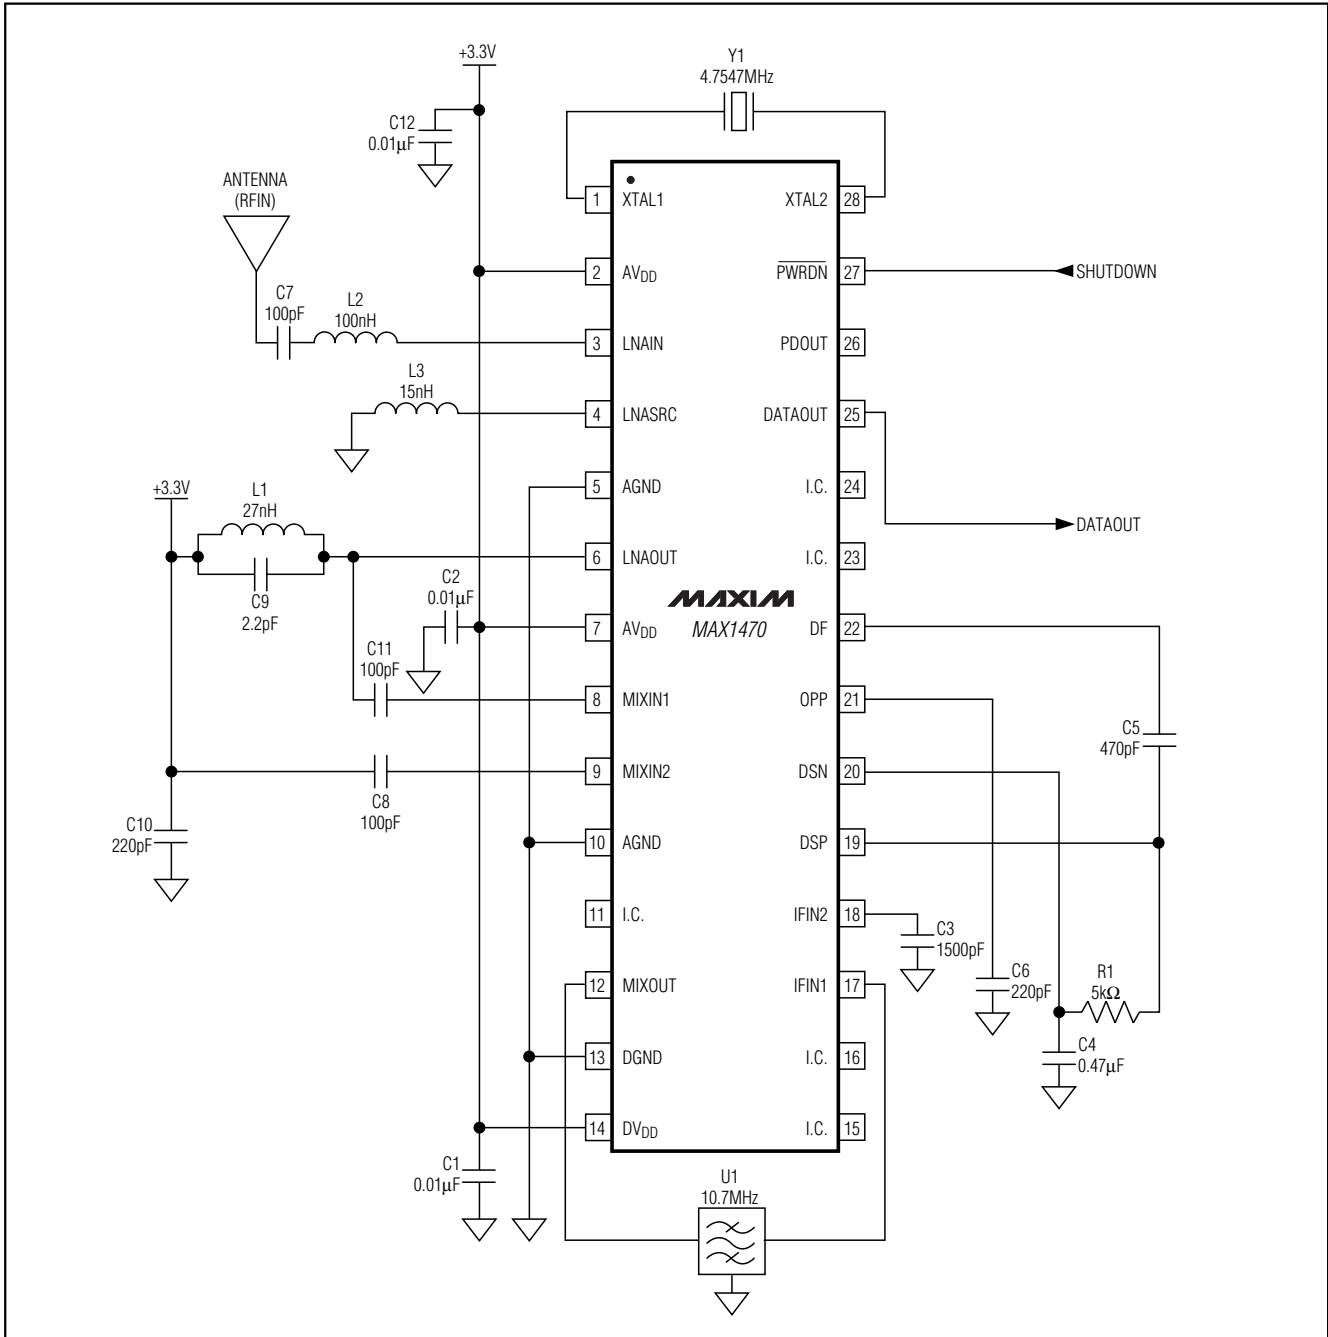 +3.3V
Y1
4.7547MHz
C12
0.01µF
ANTENNA
(RFIN)
1 XTAL1
XTAL2 28
2 AVDD
PWRDN 27
SHUTDOWN
C7
100pF
L2
100nH
3 LNAIN
PDOUT 26
L3
15nH
4 LNASRC
DATAOUT 25
+3.3V
L1
27nH
5 AGND
I.C. 24
DATAOUT
6 LNAOUT
I.C. 23
C9
2.2pF
C2
0.01µF
MAXIM
MAX1470
7 AVDD
DF 22
C11
100pF
8 MIXIN1
OPP 21
C5
470pF
9 MIXIN2
DSN 20
C8
100pF
C10
220pF
10 AGND
DSP 19
11 I.C.
IFIN2 18
C3
1500pF
12 MIXOUT
IFIN1 17
C6
220pF
R1
5kΩ
13 DGND
I.C. 16
C4
0.47µF
14 DVDD
I.C. 15
C1
0.01µF
U1
10.7MHz